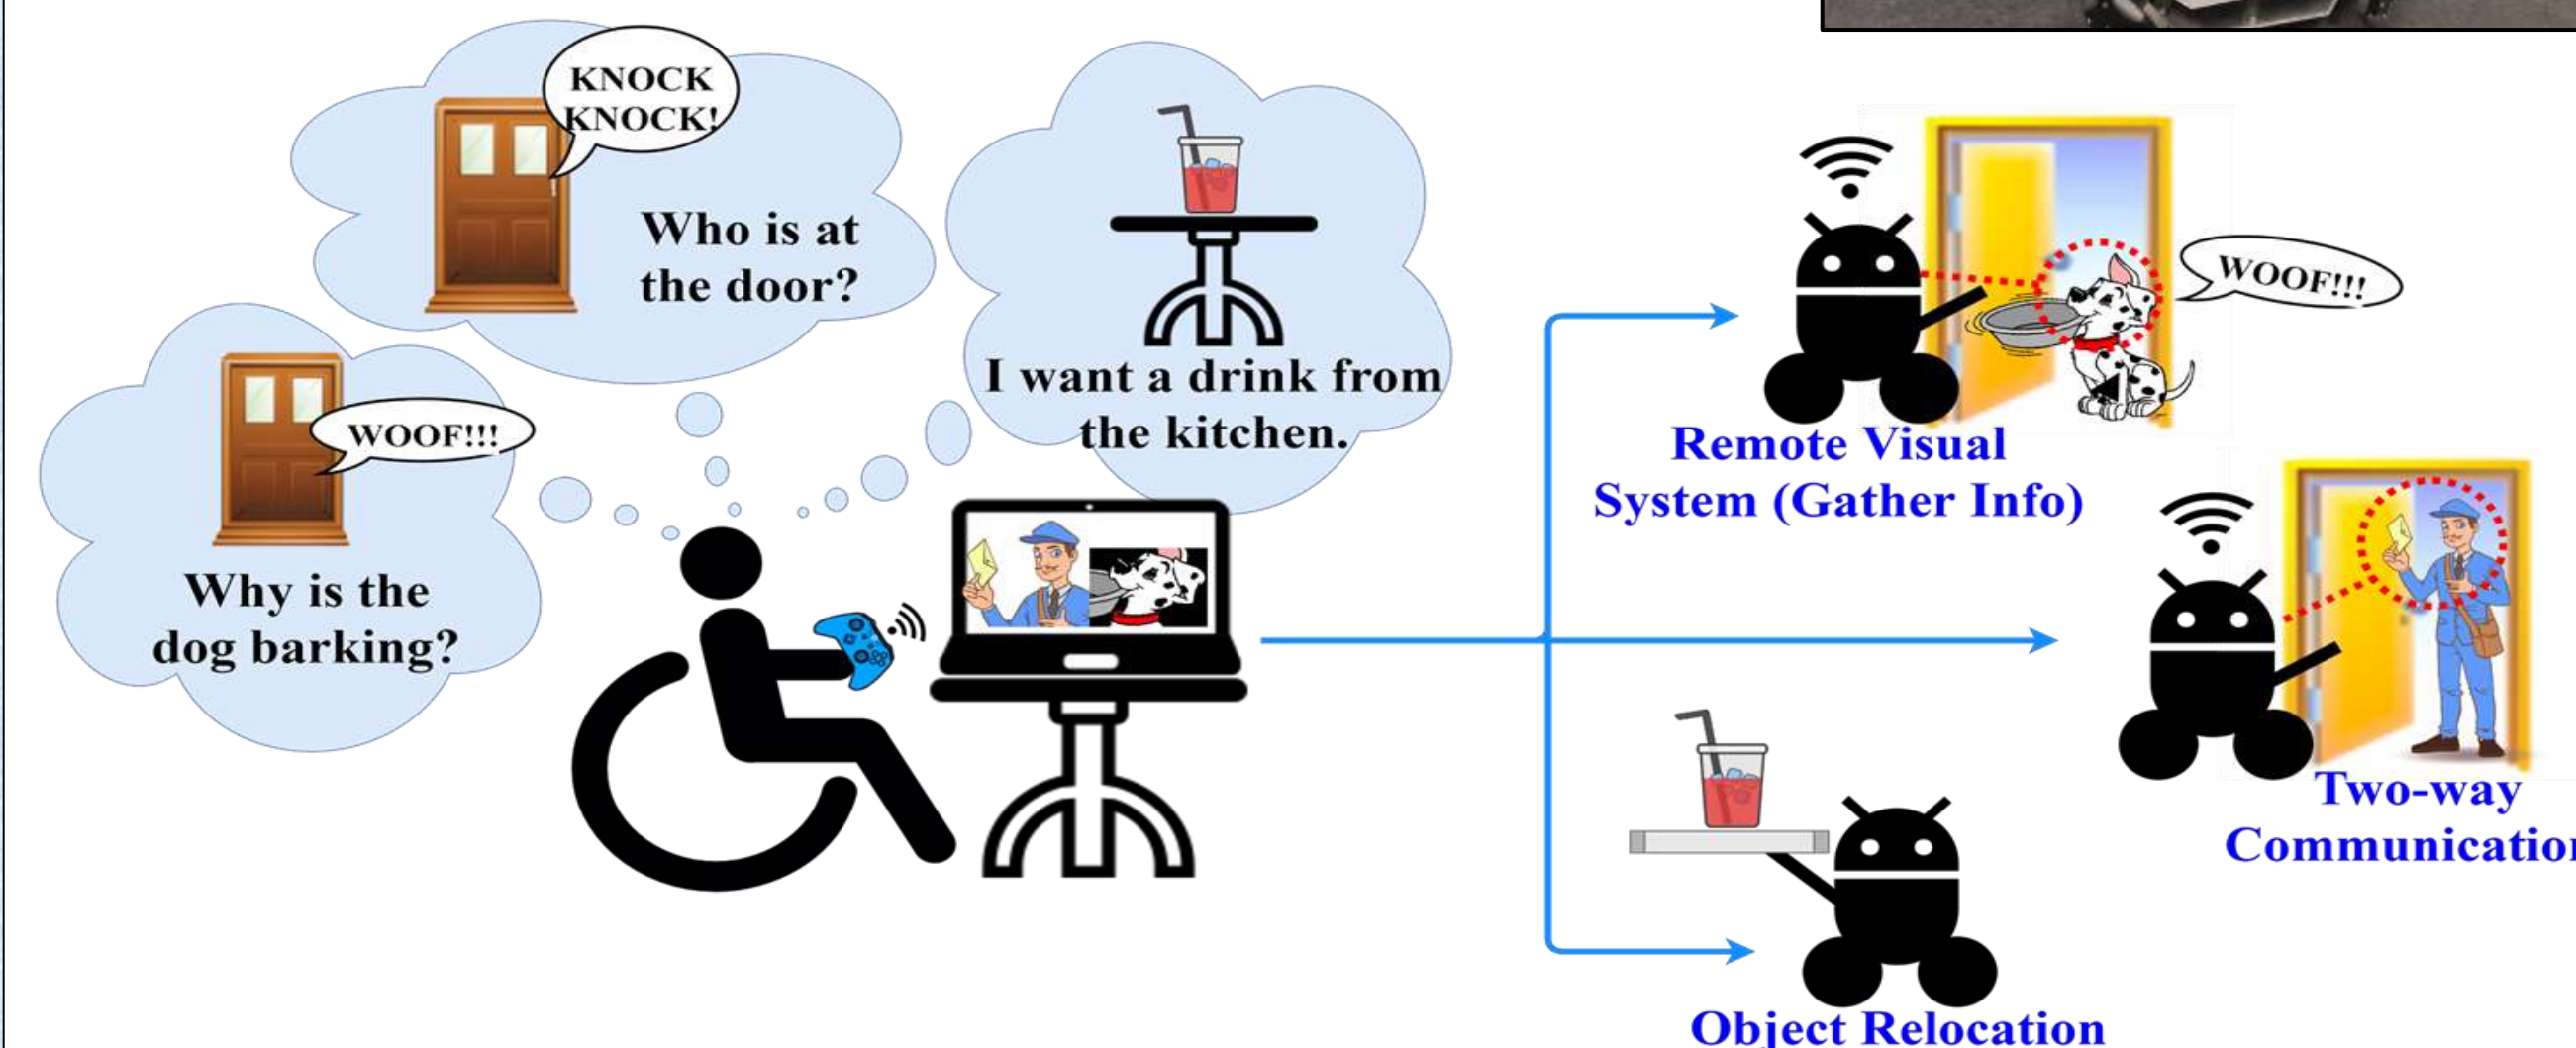 KNOCK
KNOCK!
Who is at
the door?
WOOF!!!
Why is the
dog barking?
I want a drink from
the kitchen.
WOOF!!!
Remote Visual
System (Gather Info)
Two-way
Communication
Object Relocation